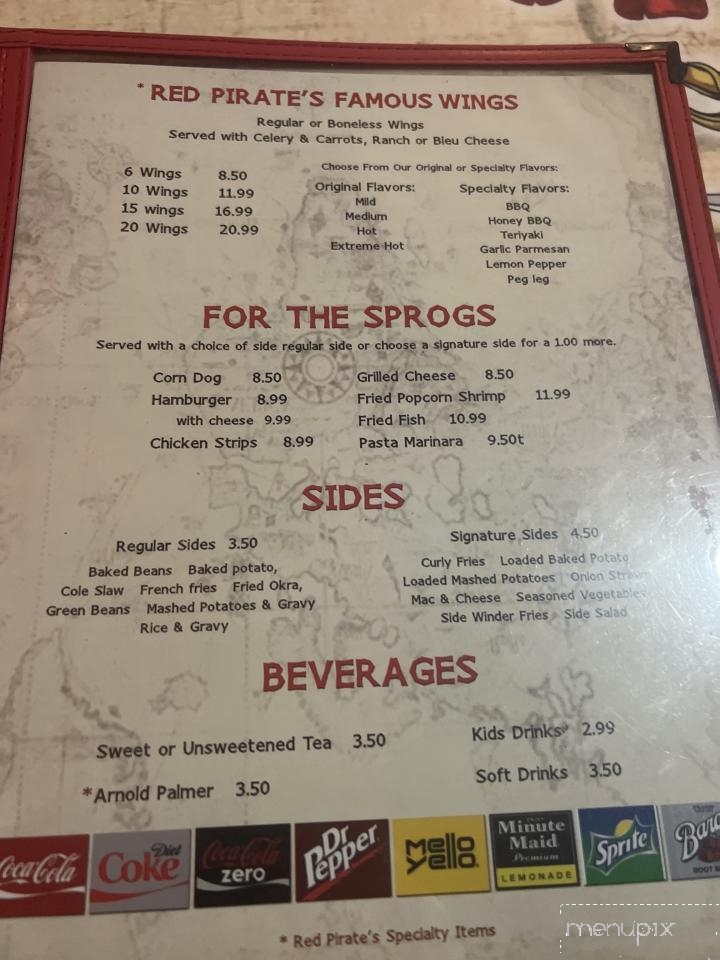 * RED PIRATE'S FAMOUS WINGS
Regular or Boneless Wings
Served with Celery & Carrots, Ranch or Bleu Cheese
6 Wings 8.50
10 Wings 11.99
15 wings 16.99
20 Wings 20.99
Choose From Our Original or Specialty Flavors:
Original Flavors:
Mild
Medium
Hot
Extreme Hot
Specialty Flavors:
BBQ
Honey BBQ
Teriyaki
Garlic Parmesan
Lemon Pepper
Peg leg
FOR THE SPROGS
Served with a choice of side regular side or choose a signature side for a 1.00 more.
Corn Dog 8.50
Hamburger 8.99
with cheese 9.99
Chicken Strips 8.99
Grilled Cheese 8.50
Fried Popcorn Shrimp 11.99
Fried Fish 10.99
Pasta Marinara 9.50t
SIDES
Regular Sides 3.50
Baked Beans Baked potato,
Cole Slaw French fries Fried Okra,
Green Beans Mashed Potatoes & Gravy
Rice & Gravy
Signature Sides 4.50
Curly Fries Loaded Baked Potato
Loaded Mashed Potatoes Onion
Mac & Cheese Seasoned Vegetables
Side Winder Fries Side Salad
BEVERAGES
Sweet or Unsweetened Tea 3.50
*Arnold Palmer 3.50
Kids Drinks 2.99
Soft Drinks 3.50
Coca-Cola
Diet Coke
Coca-Cola zero
Dr Pepper
Mello Yello
Minute Maid Premium LEMONADE
Sprite
ROOT
* Red Pirate's Specialty Items
menupix